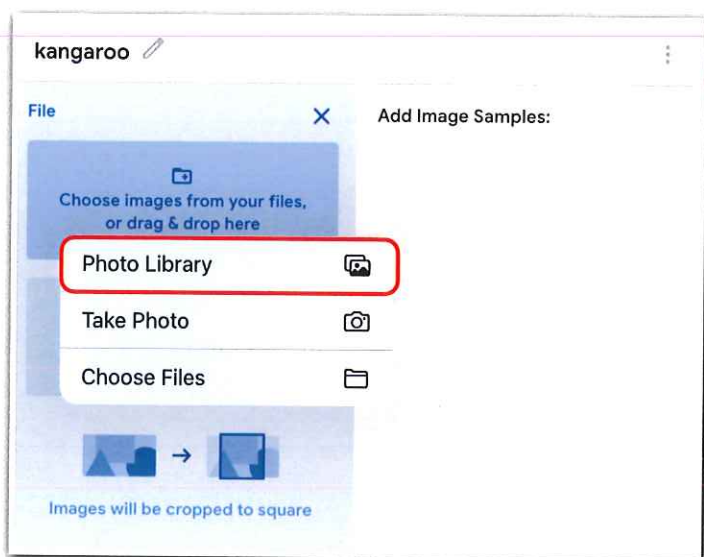 kangaroo
File
Add Image Samples:
Choose images from your files,
or drag & drop here
Photo Library
Take Photo
Choose Files
Images will be cropped to square